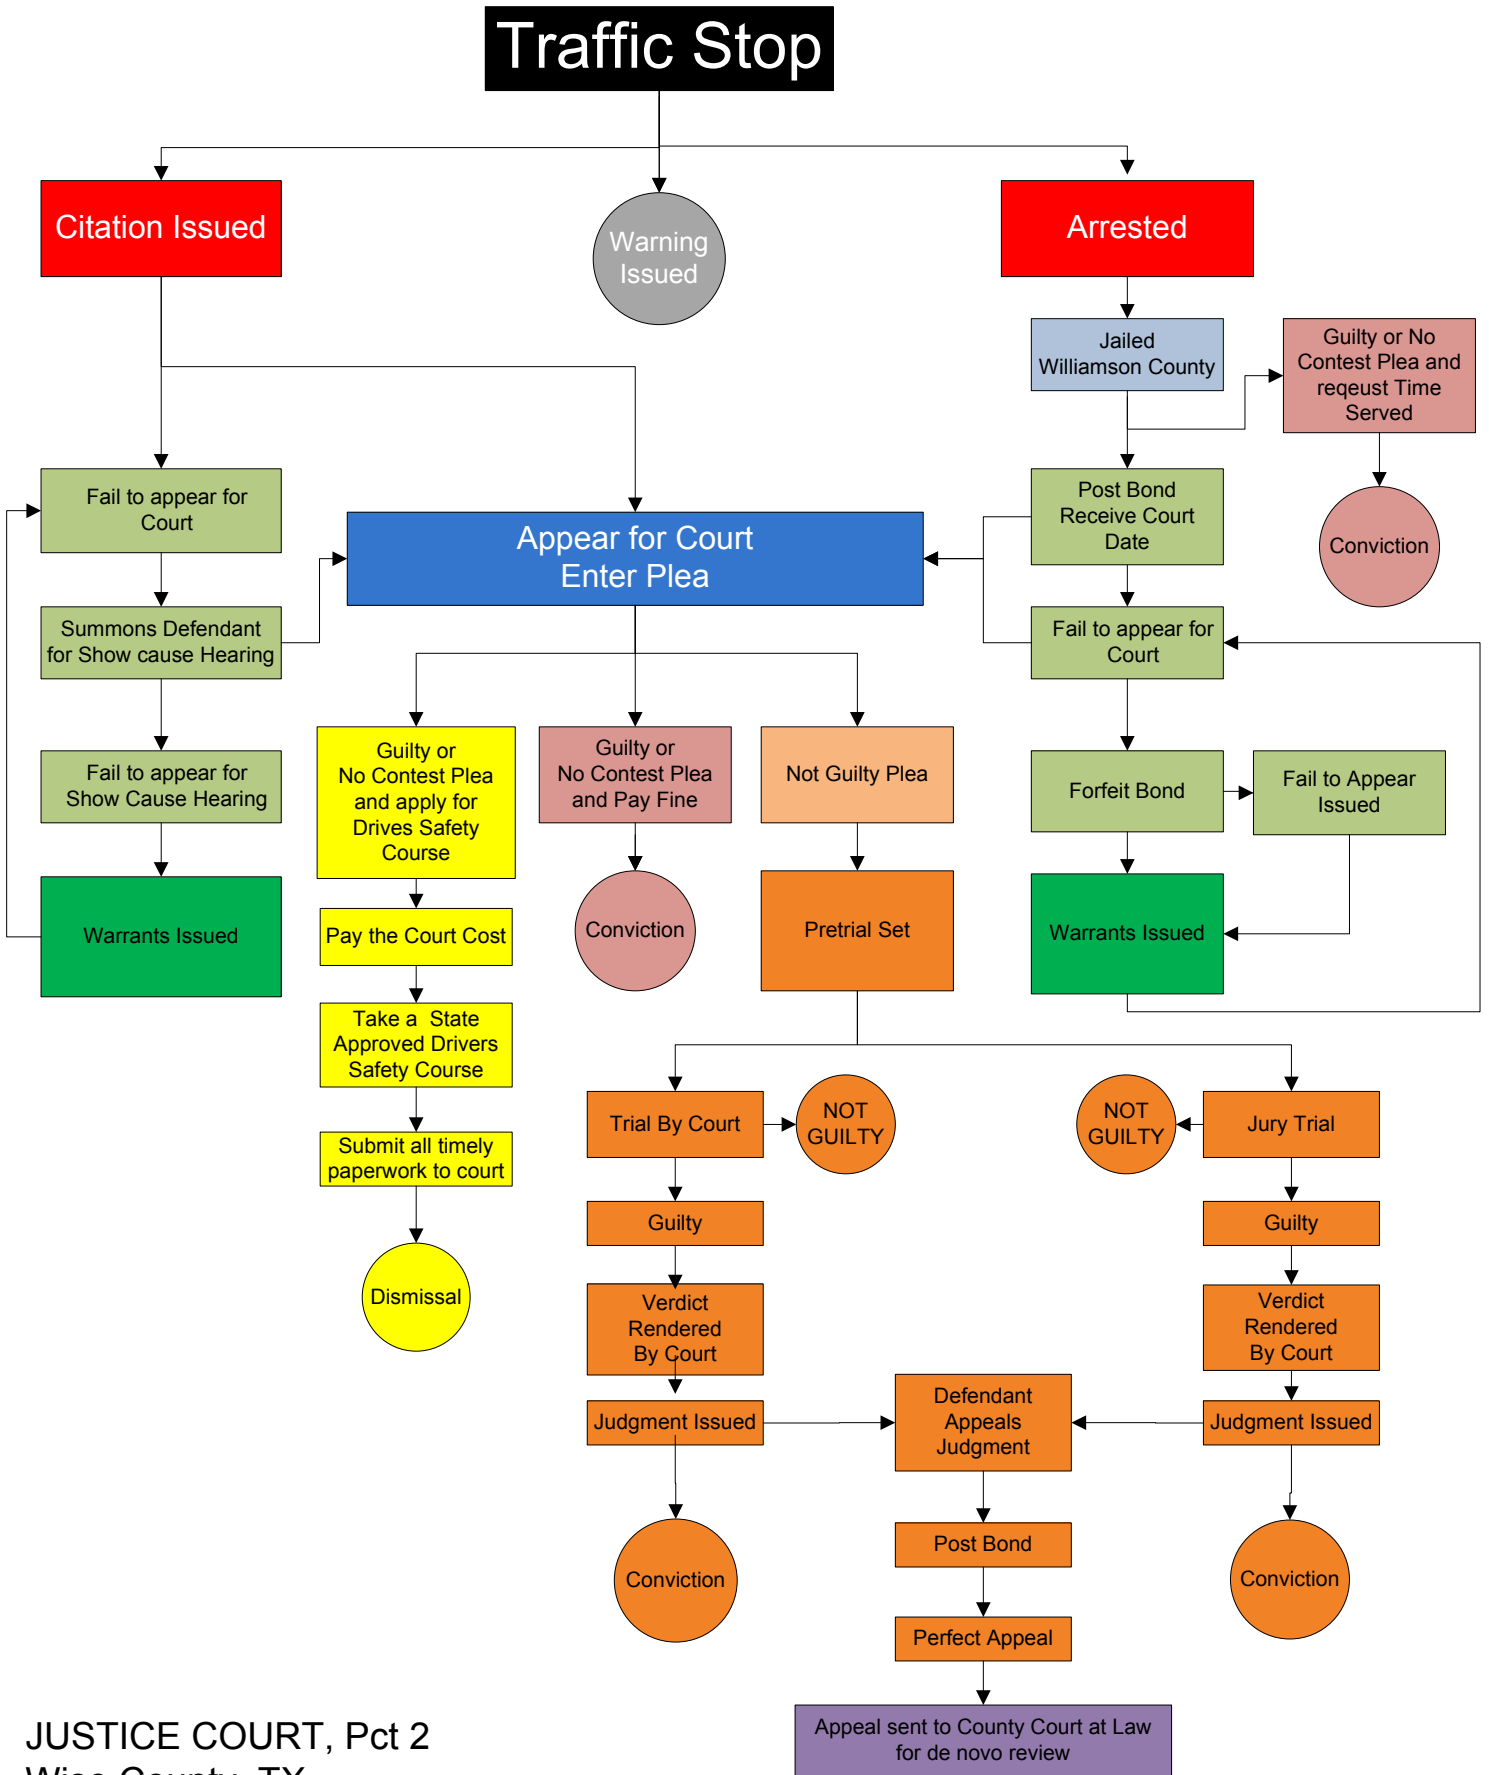 Traffic Stop
Citation Issued
Warning
Issued
Arrested
Jailed
Williamson County
Guilty or No
Contest Plea and
reqeust Time
Served
Fail to appear for
Court
Post Bond
Receive Court
Date
Conviction
Appear for Court
Enter Plea
Summons Defendant
for Show cause Hearing
Fail to appear for
Court
Guilty or
No Contest Plea
and apply for
Drives Safety
Course
Guilty or
No Contest Plea
and Pay Fine
Not Guilty Plea
Fail to appear for
Show Cause Hearing
Forfeit Bond
Fail to Appear
Issued
Warrants Issued
Pay the Court Cost
Conviction
Pretrial Set
Warrants Issued
Take a  State
Approved Drivers
Safety Course
Trial By Court
NOT
GUILTY
NOT
GUILTY
Jury Trial
Submit all timely
paperwork to court
Guilty
Guilty
Dismissal
Verdict
Rendered
By Court
Verdict
Rendered
By Court
Judgment Issued
Defendant
Appeals
Judgment
Judgment Issued
Post Bond
Conviction
Conviction
Perfect Appeal
Appeal sent to County Court at Law
for de novo review
JUSTICE COURT, Pct 2
Wise County, TX